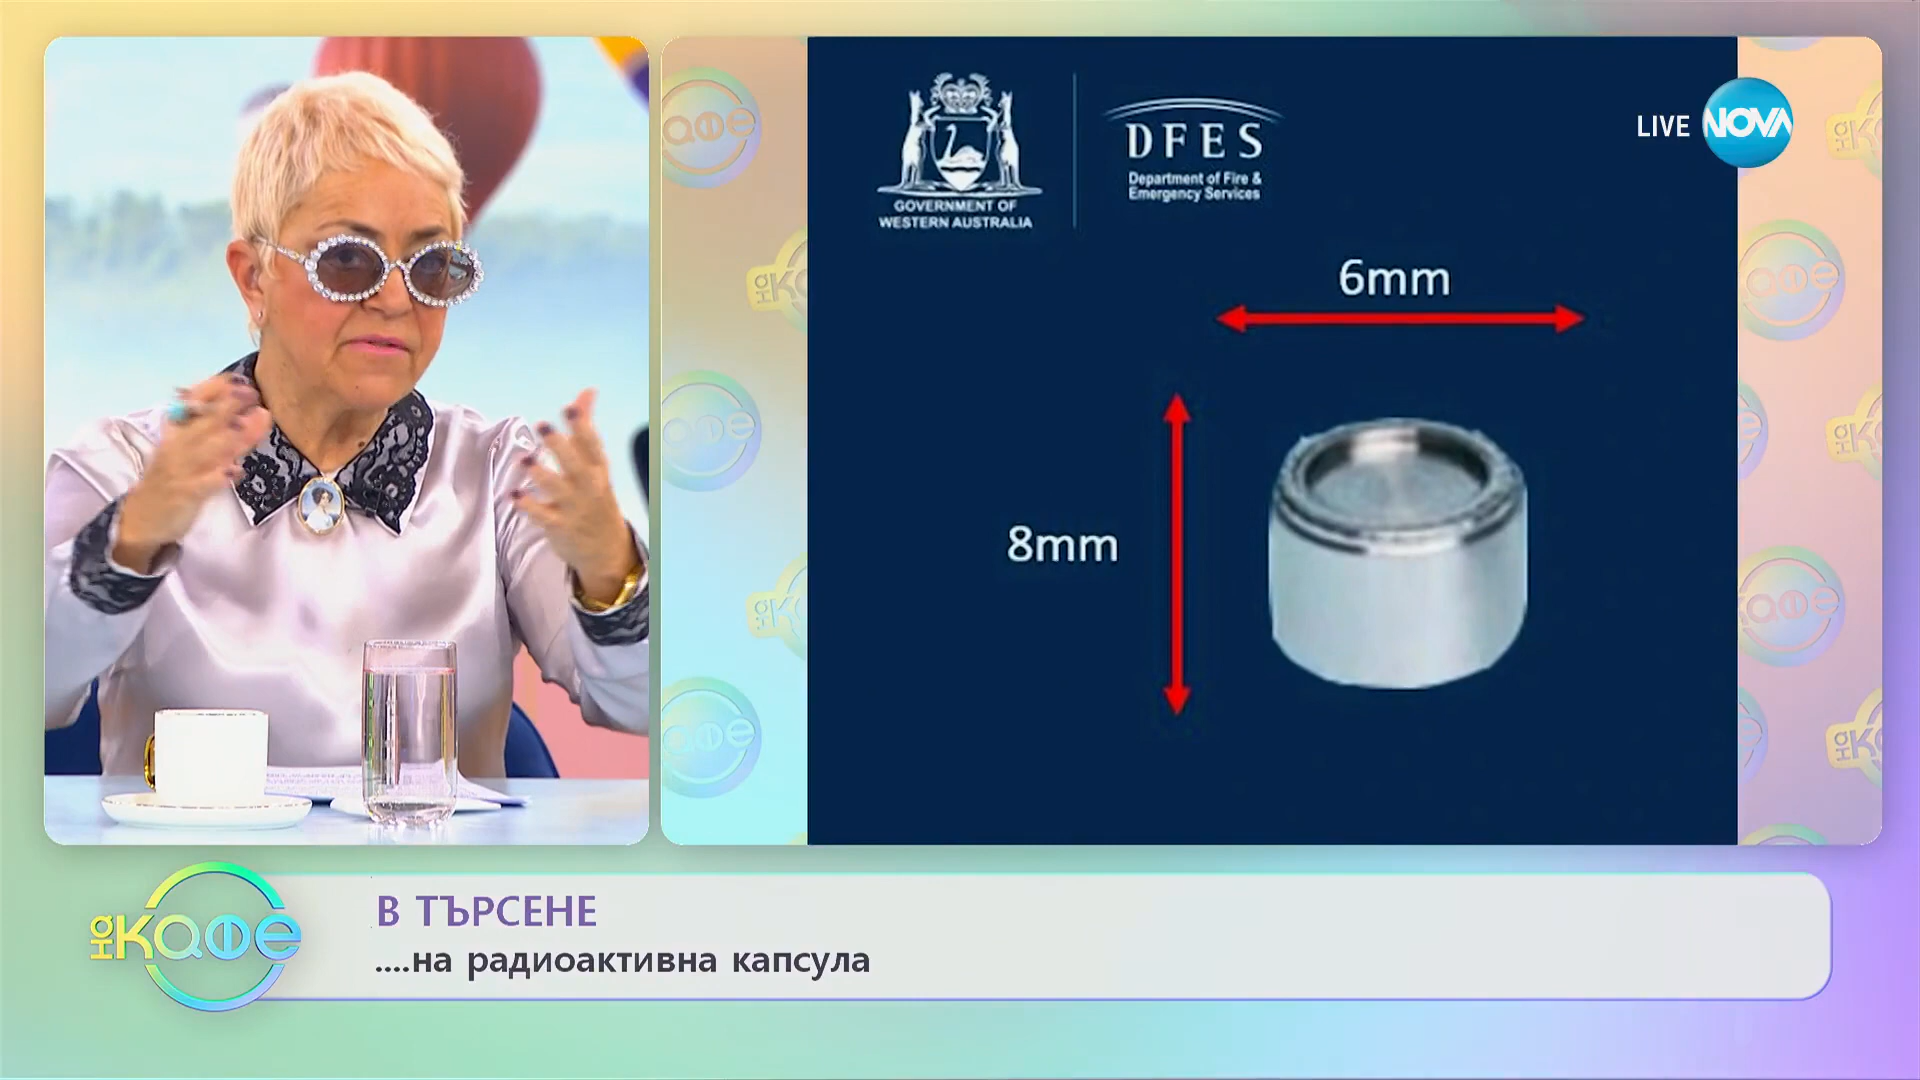 GOVERNMENT OF
WESTERN AUSTRALIA
DFES
Department of Fire &
Emergency Services
LIVE NOVA
6mm
8mm
на кафе
В ТЪРСЕНЕ
....на радиоактивна капсула